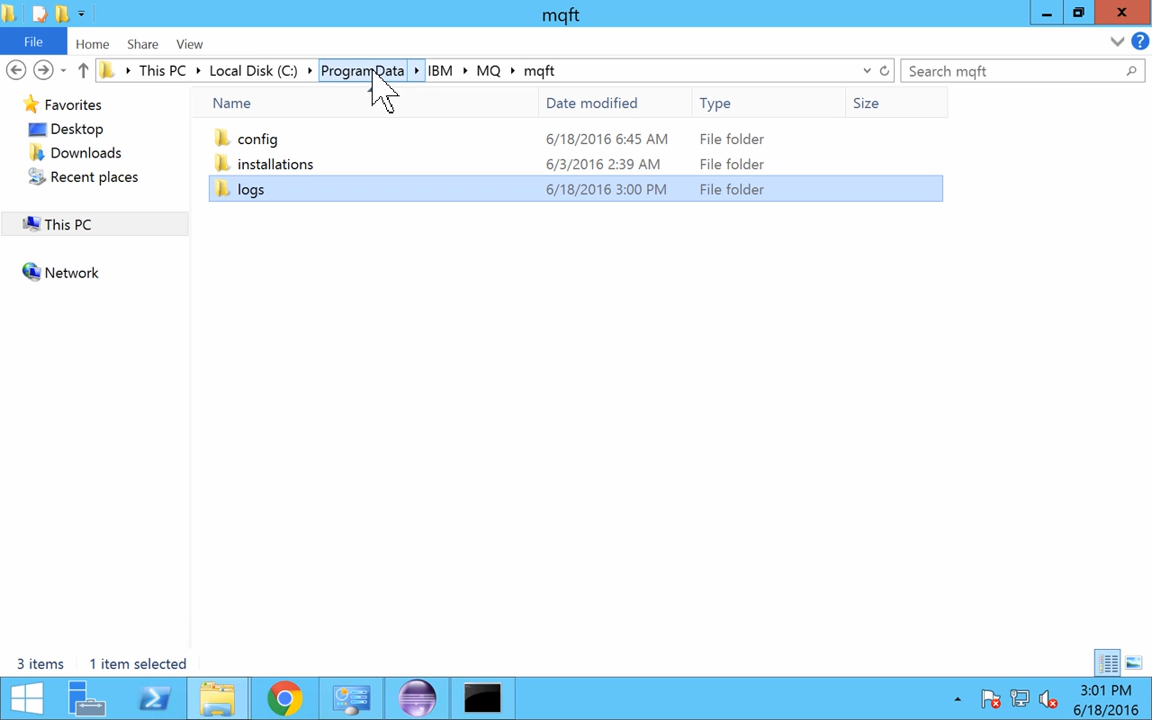 mqft
File Home Share View
This PC Local Disk (C:) ProgramData IBM MQ mqft Search mqft
Favorites
Desktop
Downloads
Recent places
This PC
Network
Name Date modified Type Size
config 6/18/2016 6:45 AM File folder
installations 6/3/2016 2:39 AM File folder
logs 6/18/2016 3:00 PM File folder
3 items 1 item selected
3:01 PM
6/18/2016